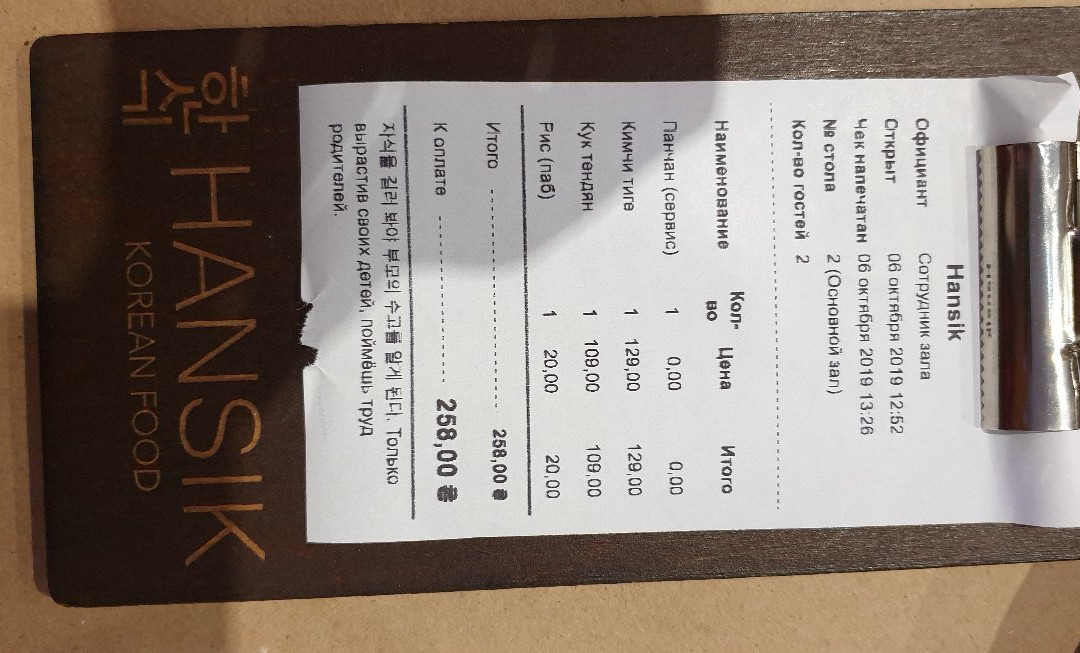 Hansik
Официант Сотрудник зала
Открыт 06 октября 2019 12:52
Чек напечатан 06 октября 2019 13:26
№ стола 2 (Основной зал)
Кол-во гостей 2
Наименование Кол-во Цена Итого
Панчан (сервис) 1 0,00 0,00
Кимчи тиге 1 129,00 129,00
Кук тендян 1 109,00 109,00
Рис (паб) 1 20,00 20,00
Итого 258,00 ₴
К оплате 258,00 ₴
자식을 길러 봐야 부모의 수고를 알게 된다. Только
вырастив своих детей, поймёшь труд
родителей.
한식 HANSIK
KOREAN FOOD